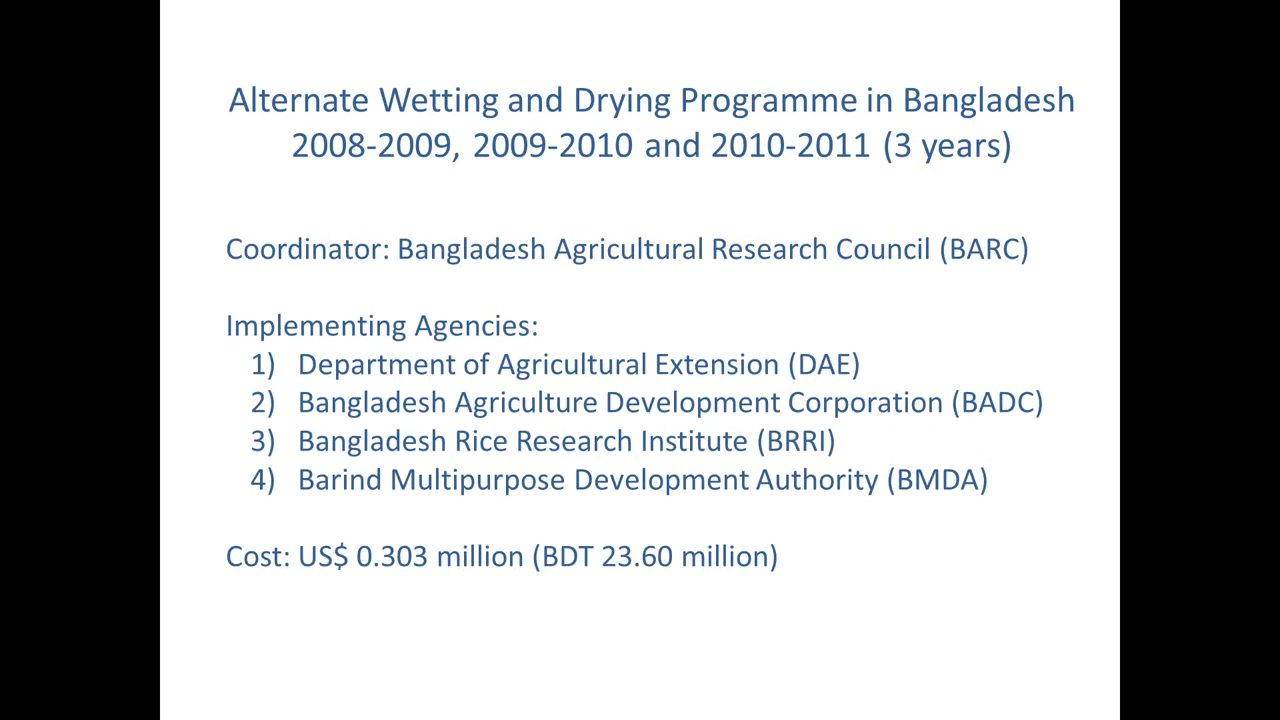 Alternate Wetting and Drying Programme in Bangladesh
2008-2009, 2009-2010 and 2010-2011 (3 years)
Coordinator: Bangladesh Agricultural Research Council (BARC)
Implementing Agencies:
1) Department of Agricultural Extension (DAE)
2) Bangladesh Agriculture Development Corporation (BADC)
3) Bangladesh Rice Research Institute (BRRI)
4) Barind Multipurpose Development Authority (BMDA)
Cost: US$ 0.303 million (BDT 23.60 million)